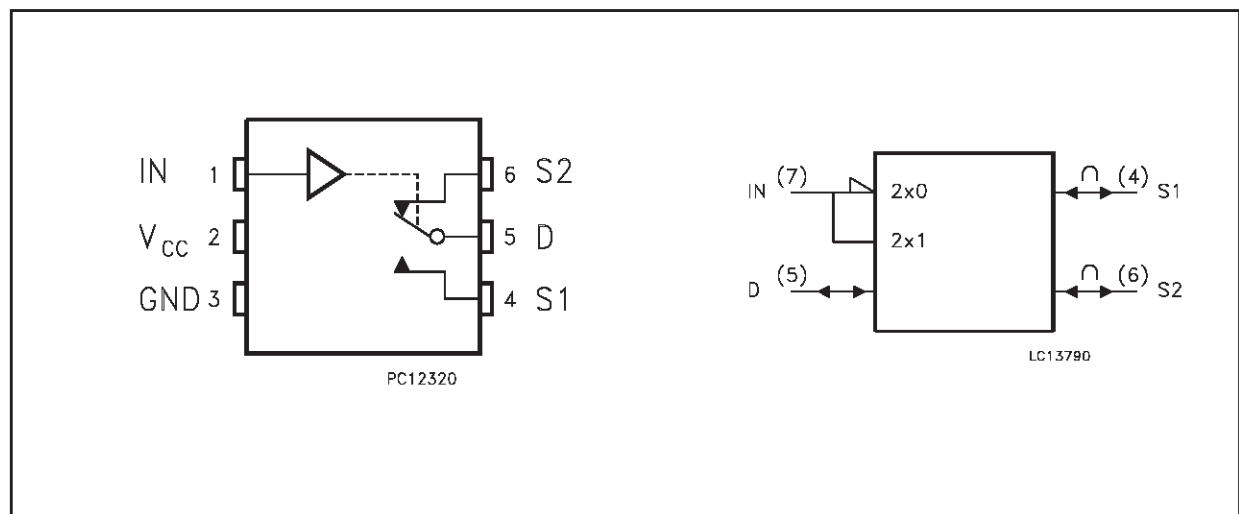 IN 1
V_CC 2
GND 3
6 S2
5 D
4 S1
PC12320
IN (7)
2x0
2x1
D (5)
(4) S1
(6) S2
LC13790